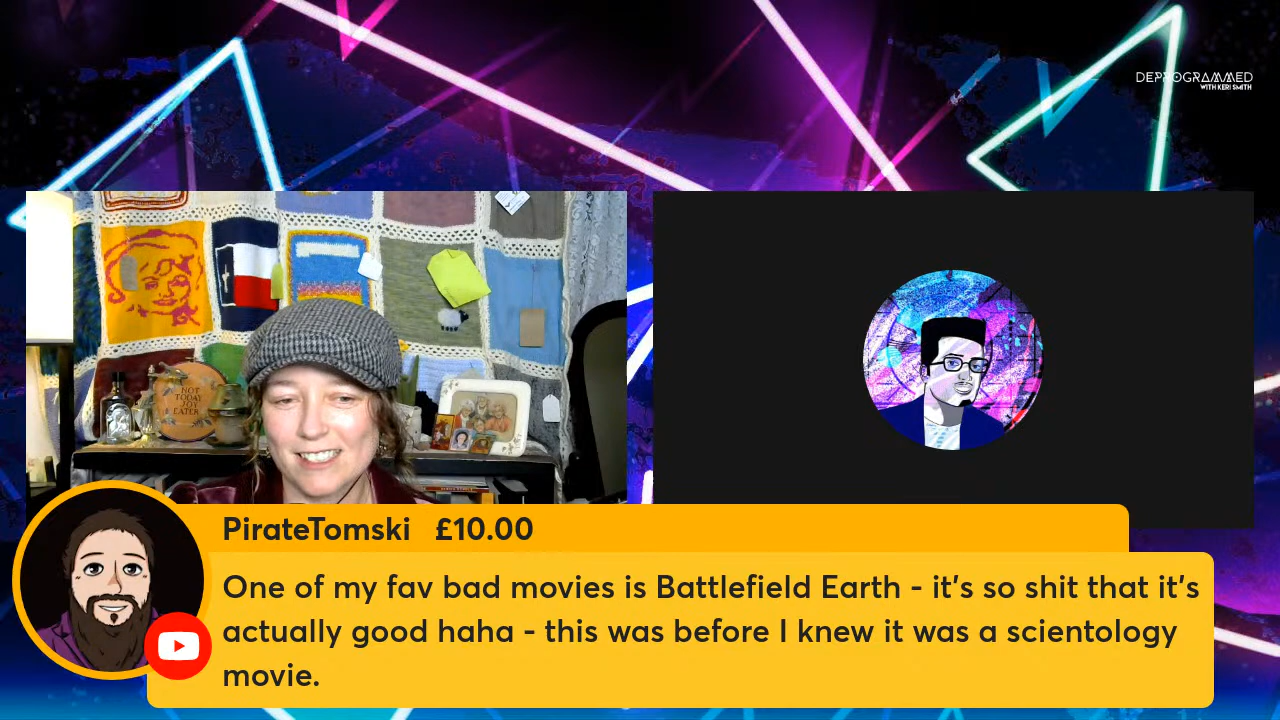 DEPROGRAMMED
WITH KERI SMITH
NOT
TODAY
JOY
EATER
PirateTomski £10.00
One of my fav bad movies is Battlefield Earth - it's so shit that it's
actually good haha - this was before I knew it was a scientology
movie.